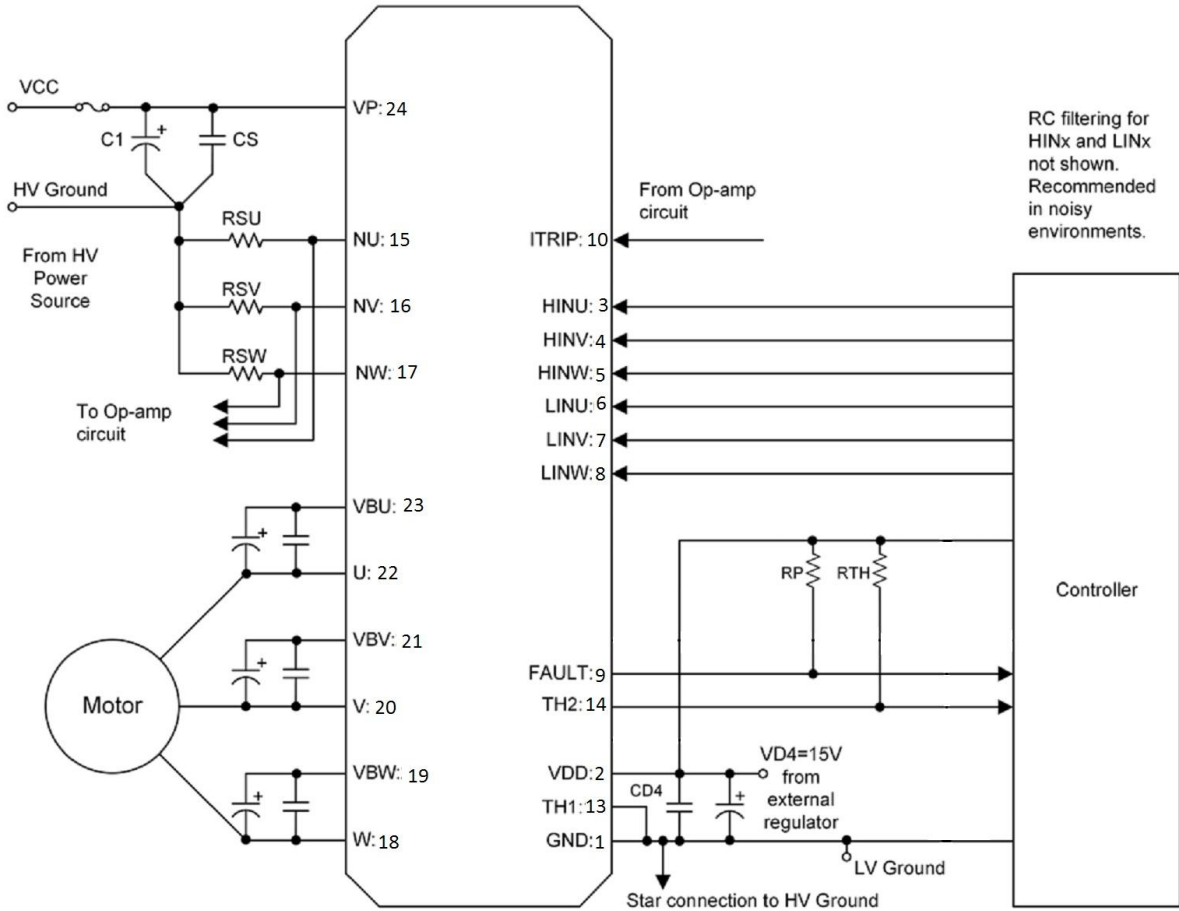 VCC
VP: 24
C1
+
CS
HV Ground
From HV
Power
Source
RSU
NU: 15
RSV
NV: 16
RSW
NW: 17
To Op-amp
circuit
VBU: 23
+
U: 22
VBV: 21
+
V: 20
VBW: 19
+
W: 18
Motor
From Op-amp
circuit
ITRIP: 10
HINU: 3
HINV: 4
HINW: 5
LINU: 6
LINV: 7
LINW: 8
RP
RTH
FAULT: 9
TH2: 14
VDD: 2
TH1: 13
GND: 1
CD4
+
VD4=15V
from
external
regulator
LV Ground
Star connection to HV Ground
RC filtering for
HINx and LINx
not shown.
Recommended
in noisy
environments.
Controller